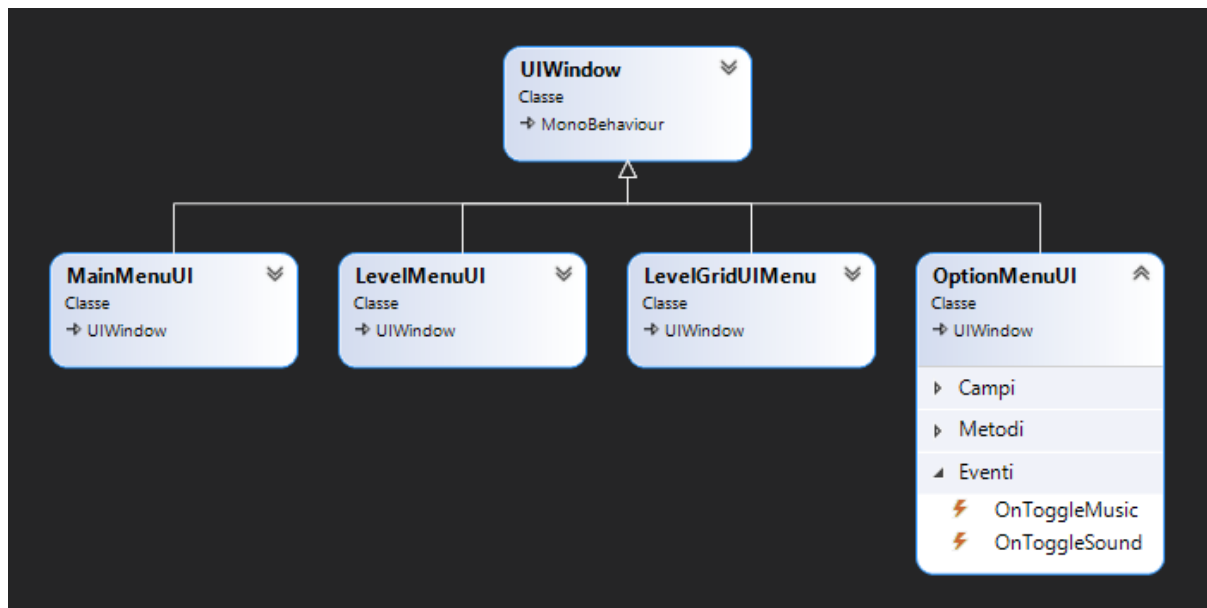 UIWindow
Classe
MonoBehaviour
MainMenuUI
Classe
UIWindow
LevelMenuUI
Classe
UIWindow
LevelGridUIMenu
Classe
UIWindow
OptionMenuUI
Classe
UIWindow
Campi
Metodi
Eventi
OnToggleMusic
OnToggleSound